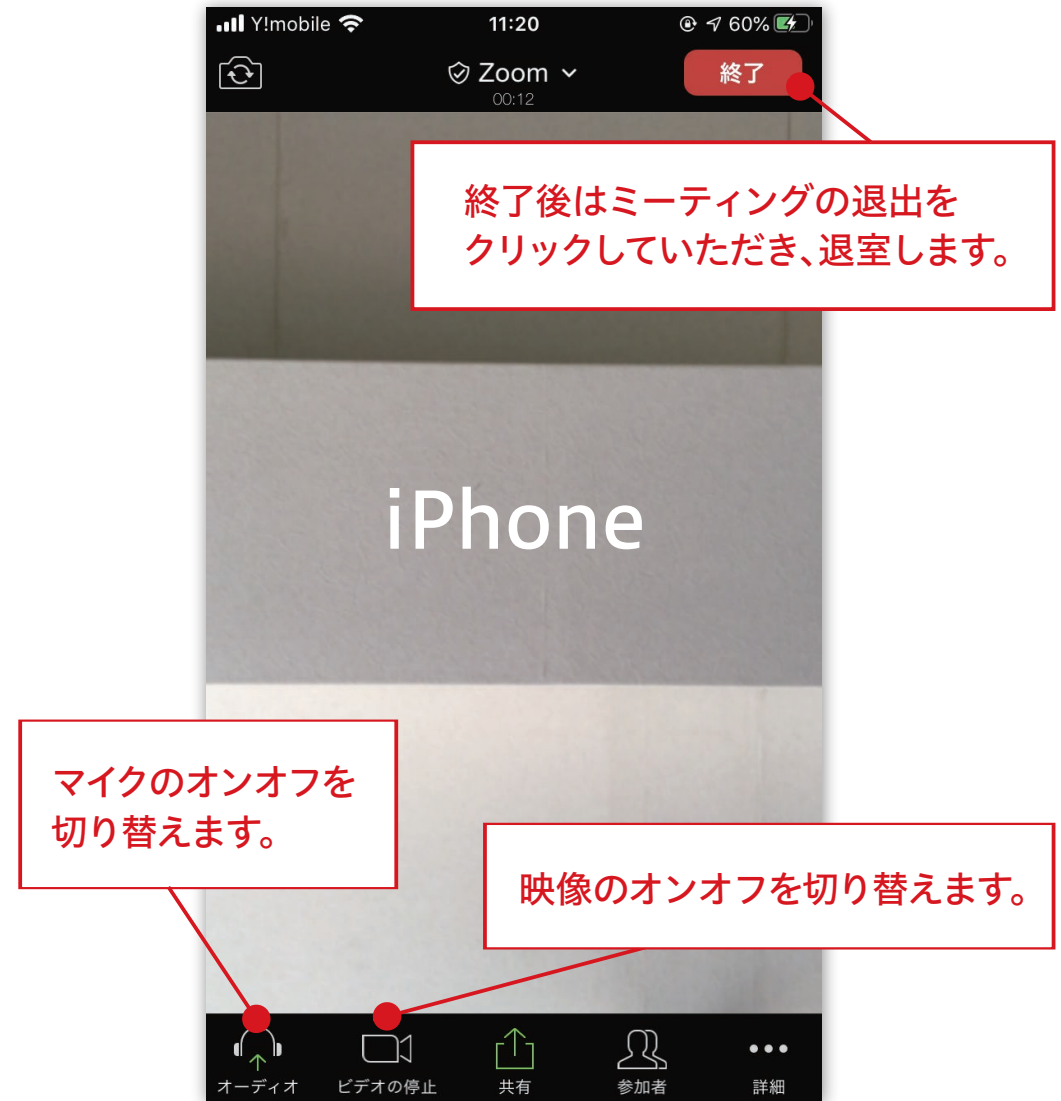 Y!mobile 11:20 60%
Zoom 終了
00:12
終了後はミーティングの退出を
クリックしていただき、退室します。
iPhone
マイクのオンオフを
切り替えます。
映像のオンオフを切り替えます。
オーディオ ビデオの停止 共有 参加者 詳細